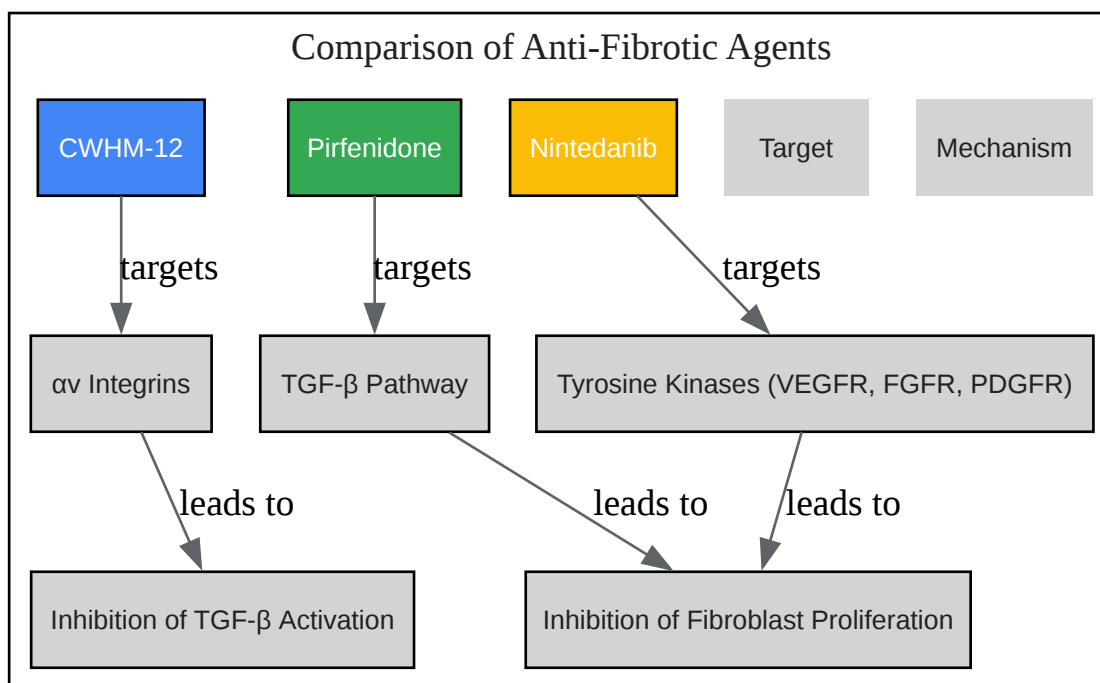 Comparison of Anti-Fibrotic Agents
CWHM-12
Pirfenidone
Nintedanib
Target
Mechanism
targets
targets
targets
αv Integrins
TGF-β Pathway
Tyrosine Kinases (VEGFR, FGFR, PDGFR)
leads to
leads to
leads to
Inhibition of TGF-β Activation
Inhibition of Fibroblast Proliferation